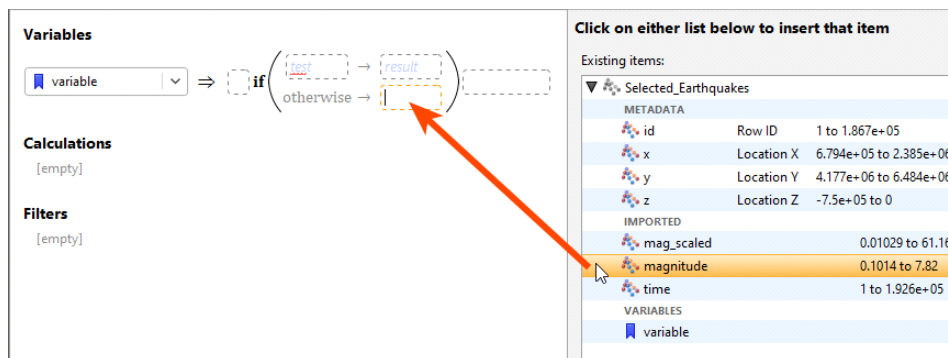 Variables
variable ⇒ if ( test → result
otherwise → )
Calculations
[empty]
Filters
[empty]
Click on either list below to insert that item
Existing items:
Selected_Earthquakes
METADATA
id Row ID 1 to 1.867e+05
x Location X 6.794e+05 to 2.385e+06
y Location Y 4.177e+06 to 6.484e+06
z Location Z -7.5e+05 to 0
IMPORTED
mag_scaled 0.01029 to 61.16
magnitude 0.1014 to 7.82
time 1 to 1.926e+05
VARIABLES
variable